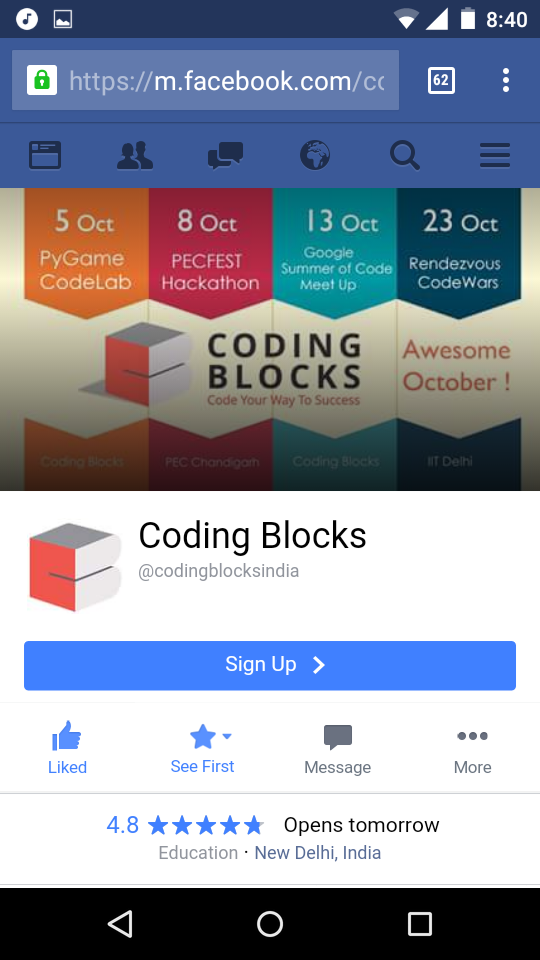 8:40
https://m.facebook.com/cc
62
5 Oct
PyGame
CodeLab
8 Oct
PECFEST
Hackathon
13 Oct
Google
Summer of Code
Meet Up
23 Oct
Rendezvous
CodeWars
CODING
BLOCKS
Code Your Way To Success
Awesome
October !
Coding Blocks
PEC Chandigarh
Coding Blocks
IIT Delhi
Coding Blocks
@codingblocksindia
Sign Up
Liked
See First
Message
More
4.8
Opens tomorrow
Education · New Delhi, India